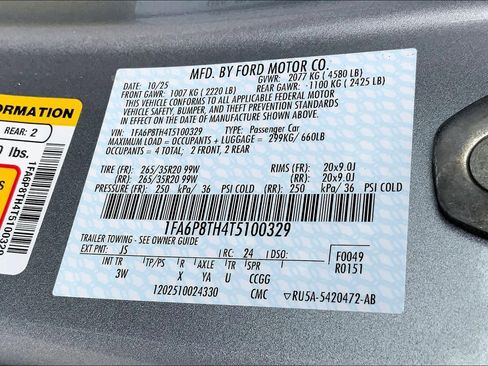 MFD. BY FORD MOTOR CO.
DATE: 10/25 GVWR: 2077 KG (4580 LB)
FRONT GAWR: 1007 KG (2220 LB) REAR GAWR: 1100 KG (2425 LB)
THIS VEHICLE CONFORMS TO ALL APPLICABLE FEDERAL MOTOR
VEHICLE SAFETY, BUMPER, AND THEFT PREVENTION STANDARDS
IN EFFECT ON THE DATE OF MANUFACTURE SHOWN ABOVE.
VIN: 1FA6P8TH4T5100329 TYPE: Passenger Car
MAXIMUM LOAD = OCCUPANTS + LUGGAGE = 299KG/660LB
OCCUPANTS = 4 TOTAL: 2 FRONT, 2 REAR
TIRE (FR): 265/35R20 99W RIMS (FR): 20x9.0J
TIRE (RR): 265/35R20 99W RIMS (RR): 20x9.0J
PRESSURE (FR): 250 kPa/ 36 PSI COLD (RR): 250 kPa/ 36 PSI COLD
1FA6P8TH4T5100329
TRAILER TOWING - SEE OWNER GUIDE
EXT PNT: JS RC: 24 DSO: F0049
INT TR TP/PS R AXLE TR SPR R0151
3W X YA U CCGG
1202510024330 CMC RU5A-5420472-AB
FORMATION
REAR: 2
lbs.
1FA6P8TH4T5100329